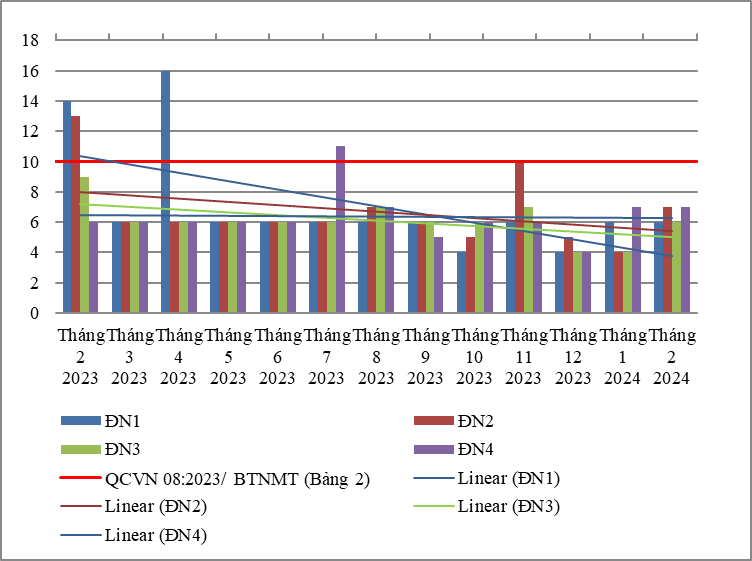 18
16
14
12
10
8
6
4
2
0
Tháng Tháng Tháng Tháng Tháng Tháng Tháng Tháng Tháng Tháng Tháng Tháng Tháng
2 3 4 5 6 7 8 9 10 11 12 1 2
2023 2023 2023 2023 2023 2023 2023 2023 2023 2023 2023 2024 2024
ĐN1 ĐN2
ĐN3 ĐN4
QCVN 08:2023/ BTNMT (Bảng 2) Linear (ĐN1)
Linear (ĐN2) Linear (ĐN3)
Linear (ĐN4)